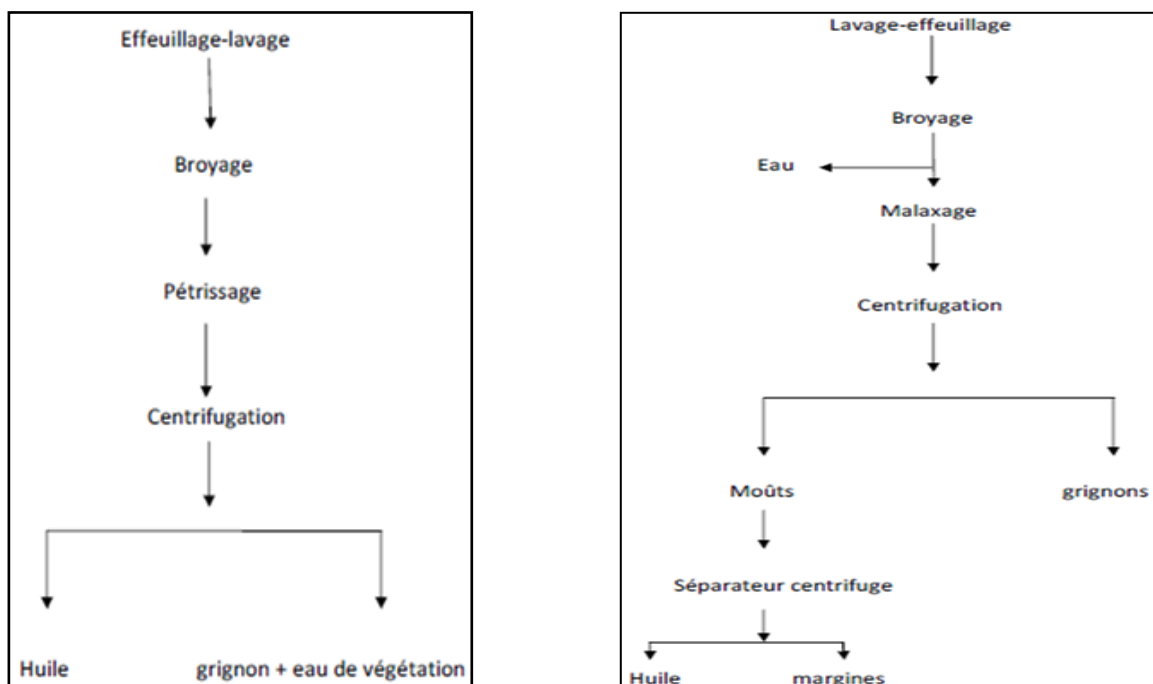 Effeuillage-lavage
Broyage
Pétrissage
Centrifugation
Huile
grignon + eau de végétation
Lavage-effeuillage
Broyage
Eau
Malaxage
Centrifugation
Moûts
grignons
Séparateur centrifuge
Huile
margines